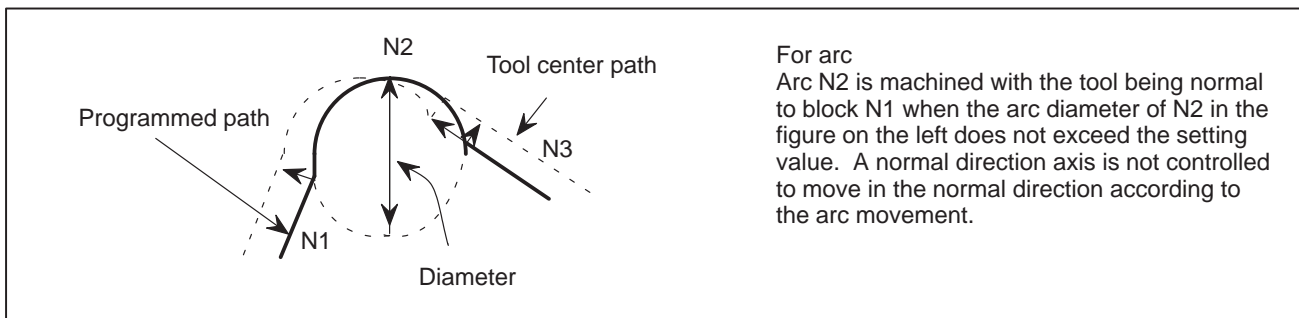 N2
Tool center path
Programmed path
N3
N1
Diameter
For arc
Arc N2 is machined with the tool being normal
to block N1 when the arc diameter of N2 in the
figure on the left does not exceed the setting
value.  A normal direction axis is not controlled
to move in the normal direction according to
the arc movement.